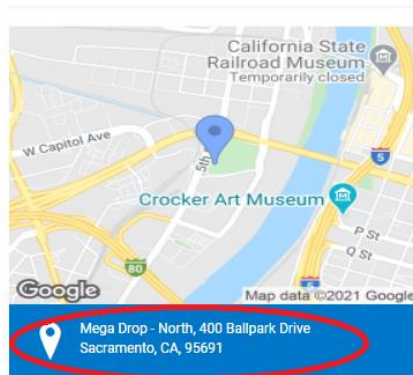 California State
Railroad Museum
Temporarily closed
W Capitol Ave
5th
5
Crocker Art Museum
P St
Q St
80
5
Google
Map data ©2021 Google
Mega Drop - North, 400 Ballpark Drive
Sacramento, CA, 95691